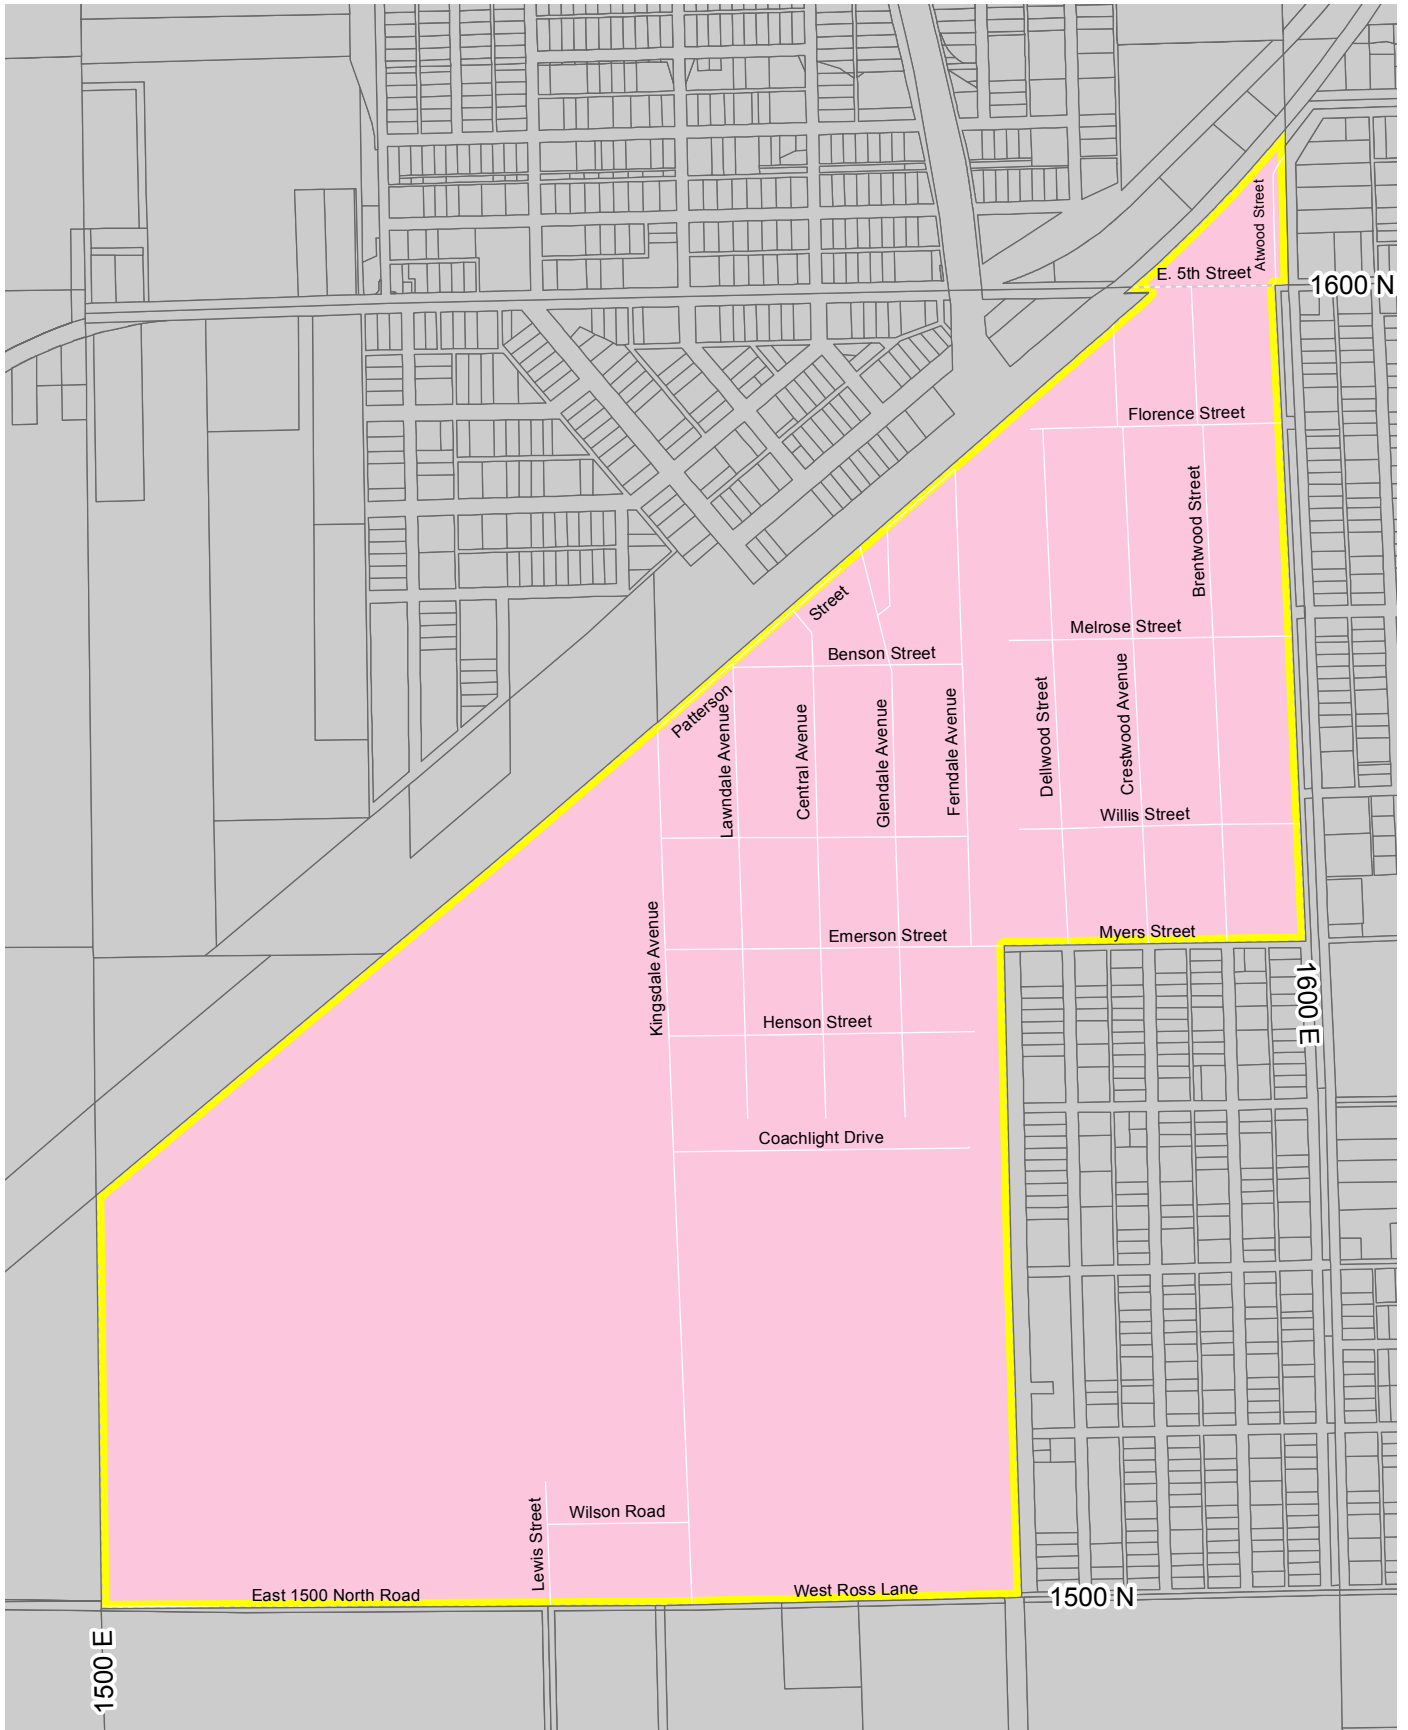 Atwood Street
E. 5th Street
1600 N
Florence Street
Brentwood Street
Street
Melrose Street
Benson Street
Patterson
Lawndale Avenue
Central Avenue
Glendale Avenue
Ferndale Avenue
Dellwood Street
Crestwood Avenue
Willis Street
Kingsdale Avenue
Emerson Street
Myers Street
1600 E
Henson Street
Coachlight Drive
Lewis Street
Wilson Road
East 1500 North Road
West Ross Lane
1500 N
1500 E